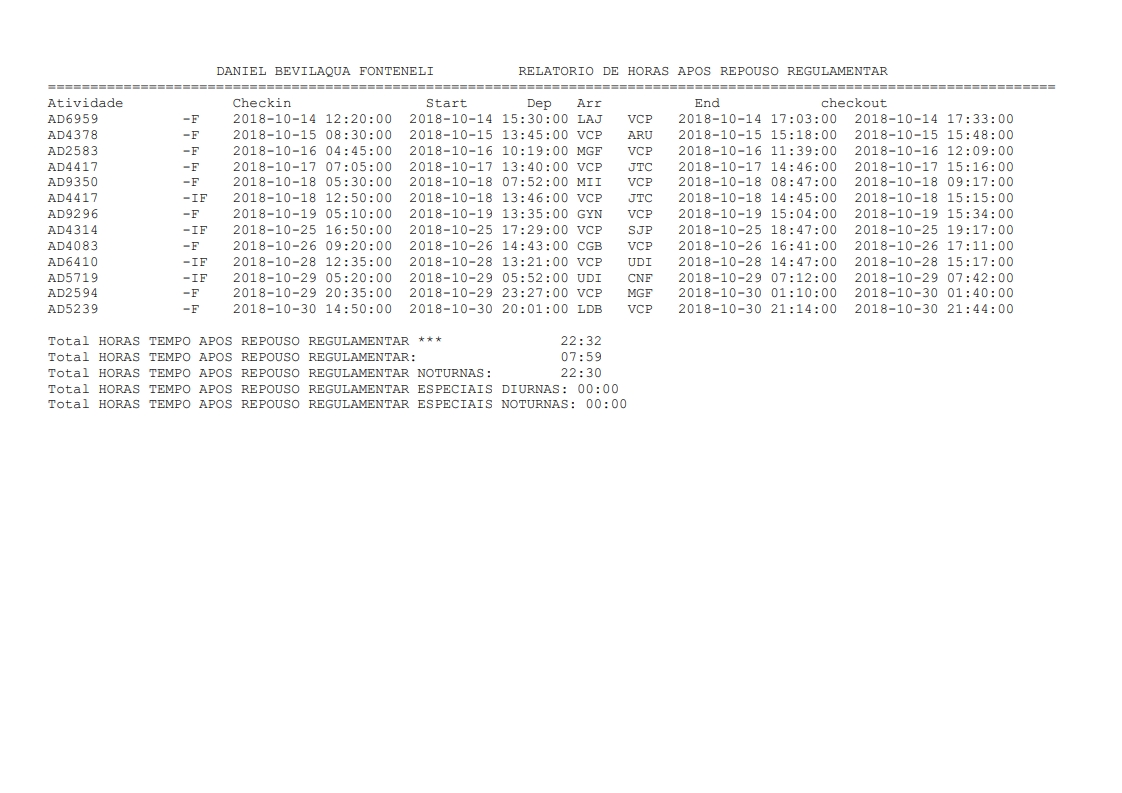 DANIEL BEVILAQUA FONTENELI          RELATORIO DE HORAS APOS REPOUSO REGULAMENTAR
========================================================================================================================
Atividade             Checkin                Start       Dep   Arr           End            checkout
AD6959          -F    2018-10-14 12:20:00  2018-10-14 15:30:00 LAJ   VCP   2018-10-14 17:03:00  2018-10-14 17:33:00
AD4378          -F    2018-10-15 08:30:00  2018-10-15 13:45:00 VCP   ARU   2018-10-15 15:18:00  2018-10-15 15:48:00
AD2583          -F    2018-10-16 04:45:00  2018-10-16 10:19:00 MGF   VCP   2018-10-16 11:39:00  2018-10-16 12:09:00
AD4417          -F    2018-10-17 07:05:00  2018-10-17 13:40:00 VCP   JTC   2018-10-17 14:46:00  2018-10-17 15:16:00
AD9350          -F    2018-10-18 05:30:00  2018-10-18 07:52:00 MII   VCP   2018-10-18 08:47:00  2018-10-18 09:17:00
AD4417          -IF   2018-10-18 12:50:00  2018-10-18 13:46:00 VCP   JTC   2018-10-18 14:45:00  2018-10-18 15:15:00
AD9296          -F    2018-10-19 05:10:00  2018-10-19 13:35:00 GYN   VCP   2018-10-19 15:04:00  2018-10-19 15:34:00
AD4314          -IF   2018-10-25 16:50:00  2018-10-25 17:29:00 VCP   SJP   2018-10-25 18:47:00  2018-10-25 19:17:00
AD4083          -F    2018-10-26 09:20:00  2018-10-26 14:43:00 CGB   VCP   2018-10-26 16:41:00  2018-10-26 17:11:00
AD6410          -IF   2018-10-28 12:35:00  2018-10-28 13:21:00 VCP   UDI   2018-10-28 14:47:00  2018-10-28 15:17:00
AD5719          -IF   2018-10-29 05:20:00  2018-10-29 05:52:00 UDI   CNF   2018-10-29 07:12:00  2018-10-29 07:42:00
AD2594          -F    2018-10-29 20:35:00  2018-10-29 23:27:00 VCP   MGF   2018-10-30 01:10:00  2018-10-30 01:40:00
AD5239          -F    2018-10-30 14:50:00  2018-10-30 20:01:00 LDB   VCP   2018-10-30 21:14:00  2018-10-30 21:44:00
Total HORAS TEMPO APOS REPOUSO REGULAMENTAR ***              22:32
Total HORAS TEMPO APOS REPOUSO REGULAMENTAR:                 07:59
Total HORAS TEMPO APOS REPOUSO REGULAMENTAR NOTURNAS:        22:30
Total HORAS TEMPO APOS REPOUSO REGULAMENTAR ESPECIAIS DIURNAS: 00:00
Total HORAS TEMPO APOS REPOUSO REGULAMENTAR ESPECIAIS NOTURNAS: 00:00